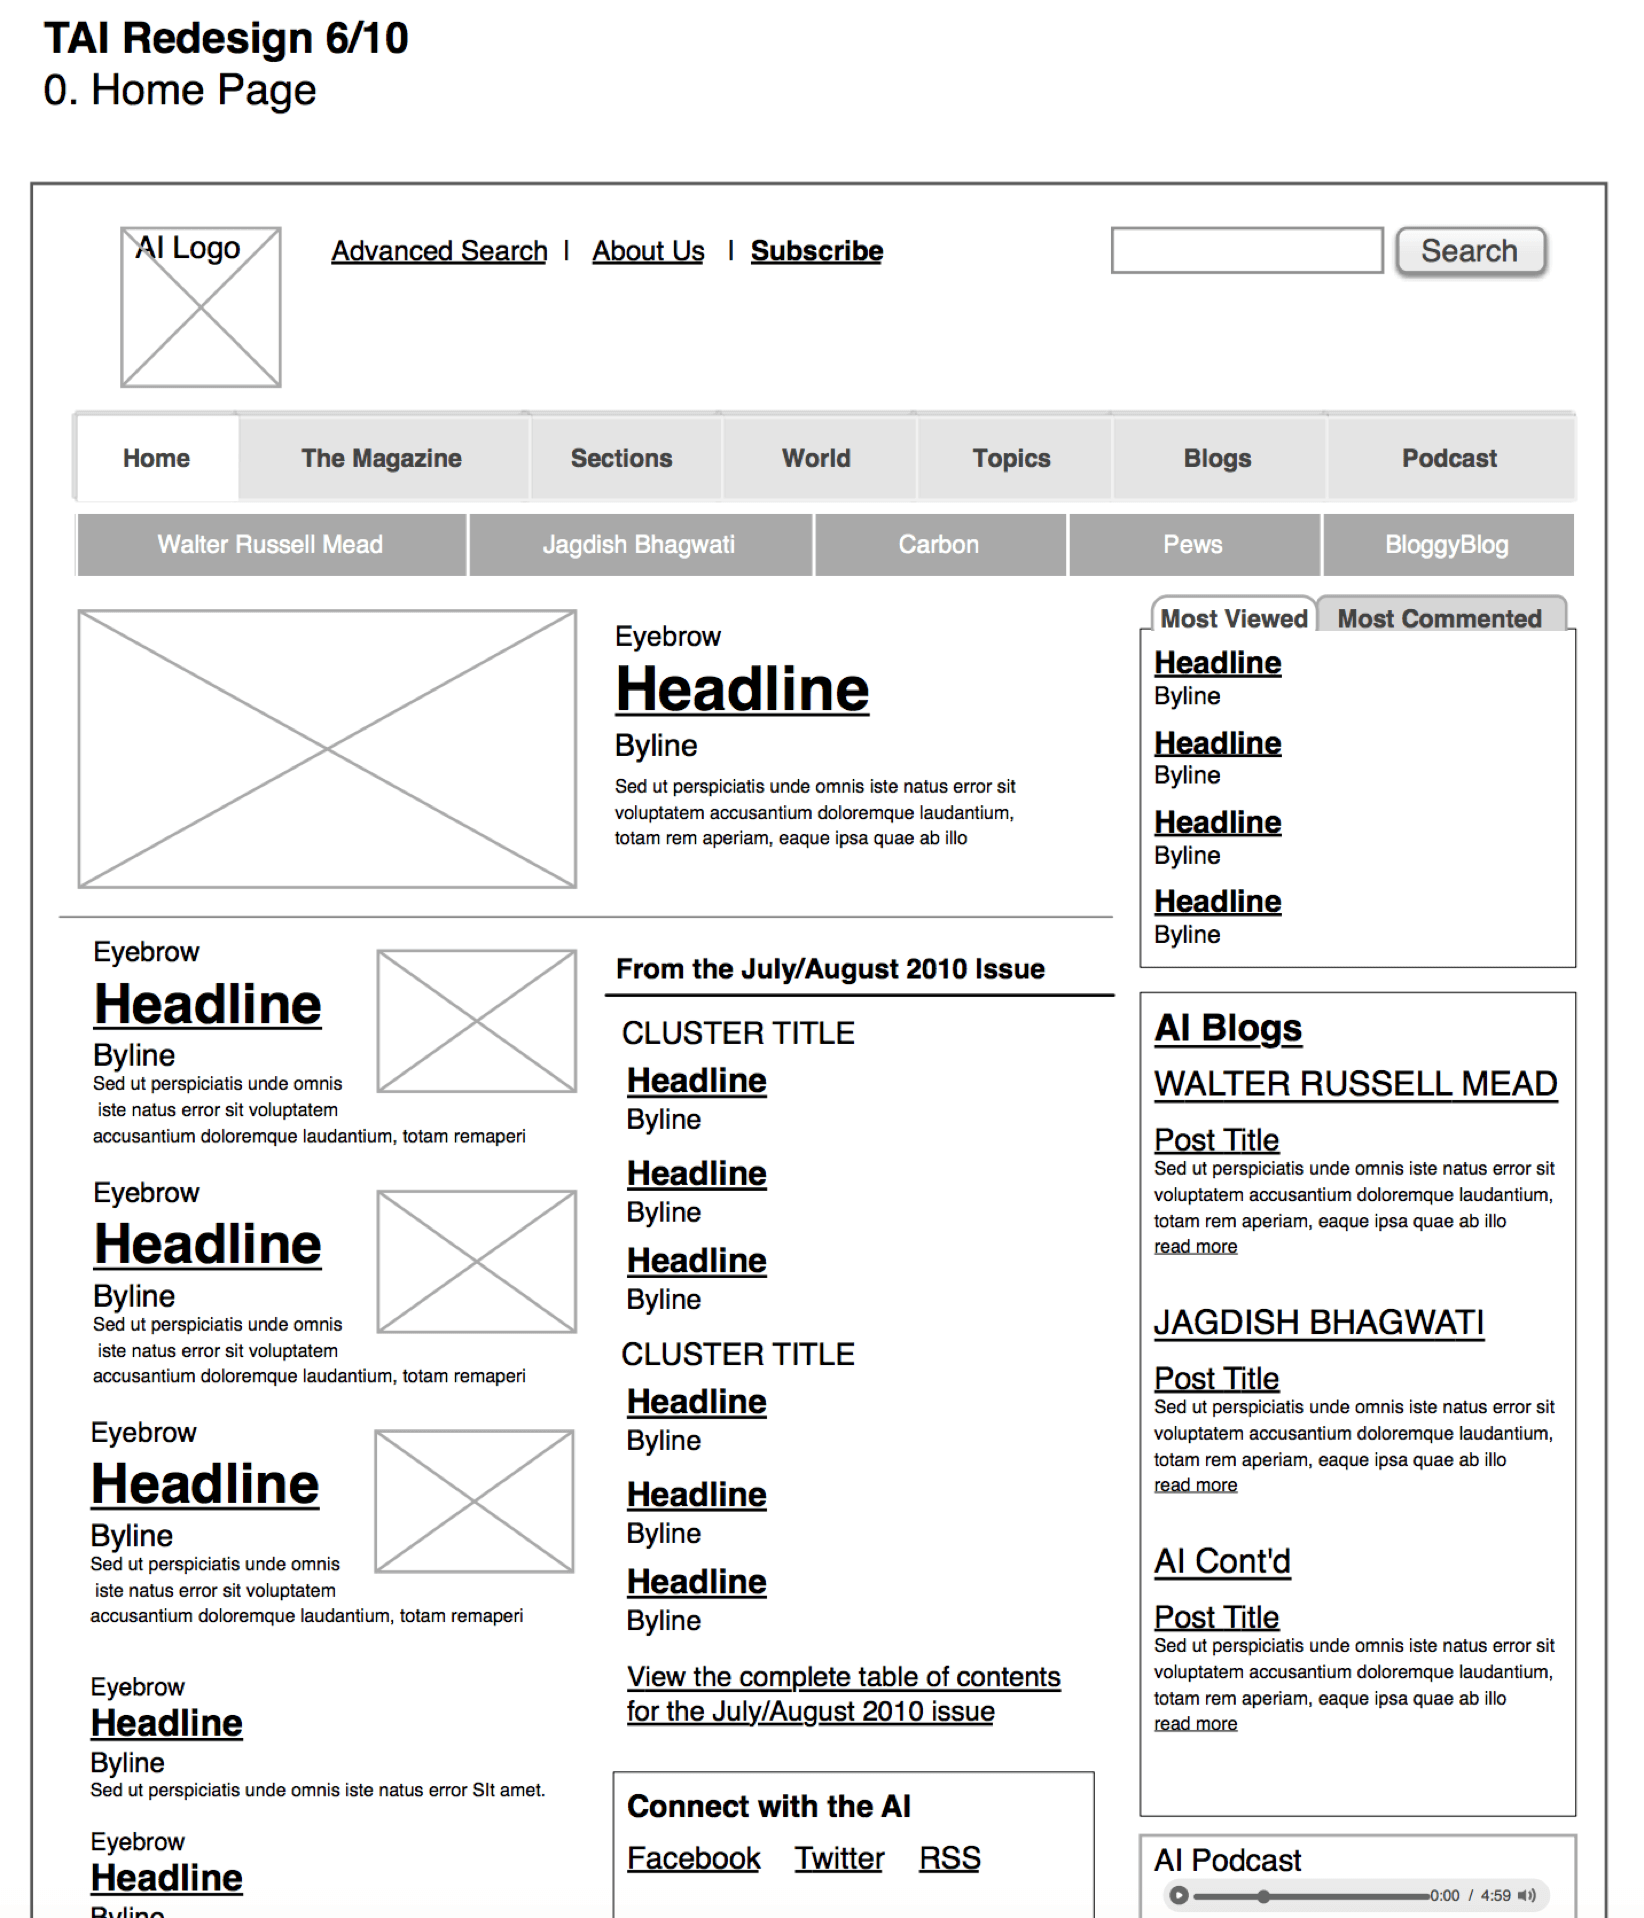 TAI Redesign 6/10
0. Home Page
AI Logo
Advanced Search | About Us | Subscribe
Search
Home The Magazine Sections World Topics Blogs Podcast
Walter Russell Mead Jagdish Bhagwati Carbon Pews BloggyBlog
Eyebrow
Headline
Byline
Sed ut perspiciatis unde omnis iste natus error sit
voluptatem accusantium doloremque laudantium,
totam rem aperiam, eaque ipsa quae ab illo
Eyebrow
Headline
Byline
Sed ut perspiciatis unde omnis
iste natus error sit voluptatem
accusantium doloremque laudantium, totam remaperi
Eyebrow
Headline
Byline
Sed ut perspiciatis unde omnis
iste natus error sit voluptatem
accusantium doloremque laudantium, totam remaperi
Eyebrow
Headline
Byline
Sed ut perspiciatis unde omnis
iste natus error sit voluptatem
accusantium doloremque laudantium, totam remaperi
Eyebrow
Headline
Byline
Sed ut perspiciatis unde omnis iste natus error SIt amet.
Eyebrow
Headline
Byline
From the July/August 2010 Issue
CLUSTER TITLE
Headline
Byline
Headline
Byline
Headline
Byline
CLUSTER TITLE
Headline
Byline
Headline
Byline
Headline
Byline
View the complete table of contents
for the July/August 2010 issue
Connect with the AI
Facebook Twitter RSS
Most Viewed Most Commented
Headline
Byline
Headline
Byline
Headline
Byline
Headline
Byline
AI Blogs
WALTER RUSSELL MEAD
Post Title
Sed ut perspiciatis unde omnis iste natus error sit
voluptatem accusantium doloremque laudantium,
totam rem aperiam, eaque ipsa quae ab illo
read more
JAGDISH BHAGWATI
Post Title
Sed ut perspiciatis unde omnis iste natus error sit
voluptatem accusantium doloremque laudantium,
totam rem aperiam, eaque ipsa quae ab illo
read more
AI Cont'd
Post Title
Sed ut perspiciatis unde omnis iste natus error sit
voluptatem accusantium doloremque laudantium,
totam rem aperiam, eaque ipsa quae ab illo
read more
AI Podcast
0:00 / 4:59